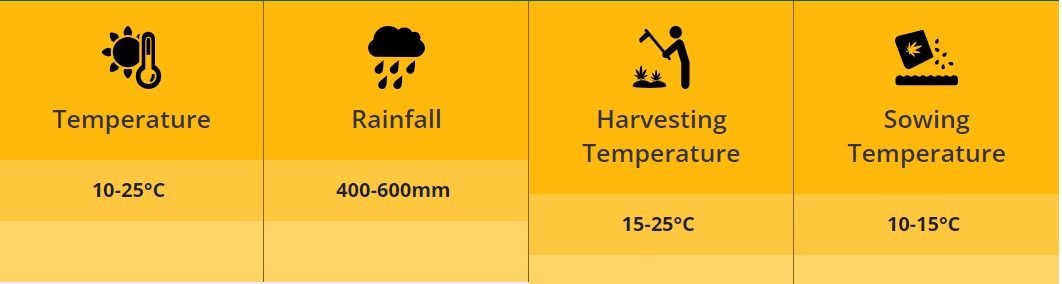 Temperature
10-25°C
Rainfall
400-600mm
Harvesting
Temperature
15-25°C
Sowing
Temperature
10-15°C